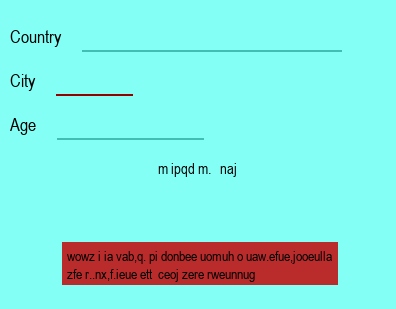 Country
City
Age
m ipqd m. naj
wowz i ia vab,q. pi donbee uomuh o uaw.efue,jooeulla
zfe r..nx,f.ieue ett ceoj zere rweunnug